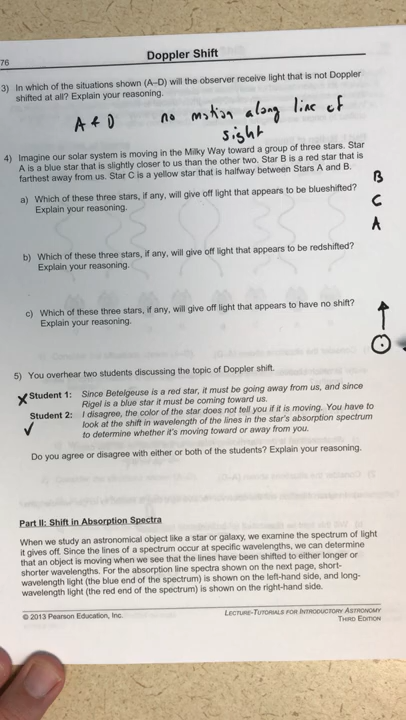 76
Doppler Shift
3) In which of the situations shown (A–D) will the observer receive light that is not Doppler
shifted at all? Explain your reasoning.
A & D no motion along line of
sight
4) Imagine our solar system is moving in the Milky Way toward a group of three stars. Star
A is a blue star that is slightly closer to us than the other two. Star B is a red star that is
farthest away from us. Star C is a yellow star that is halfway between Stars A and B.
a) Which of these three stars, if any, will give off light that appears to be blueshifted?
Explain your reasoning.
B
C
A
b) Which of these three stars, if any, will give off light that appears to be redshifted?
Explain your reasoning.
c) Which of these three stars, if any, will give off light that appears to have no shift?
Explain your reasoning.
5) You overhear two students discussing the topic of Doppler shift.
Student 1: Since Betelgeuse is a red star, it must be going away from us, and since
Rigel is a blue star it must be coming toward us.
Student 2: I disagree, the color of the star does not tell you if it is moving. You have to
look at the shift in wavelength of the lines in the star's absorption spectrum
to determine whether it's moving toward or away from you.
Do you agree or disagree with either or both of the students? Explain your reasoning.
Part II: Shift in Absorption Spectra
When we study an astronomical object like a star or galaxy, we examine the spectrum of light
it gives off. Since the lines of a spectrum occur at specific wavelengths, we can determine
that an object is moving when we see that the lines have been shifted to either longer or
shorter wavelengths. For the absorption line spectra shown on the next page, short-
wavelength light (the blue end of the spectrum) is shown on the left-hand side, and long-
wavelength light (the red end of the spectrum) is shown on the right-hand side.
© 2013 Pearson Education, Inc.
LECTURE-TUTORIALS FOR INTRODUCTORY ASTRONOMY
THIRD EDITION